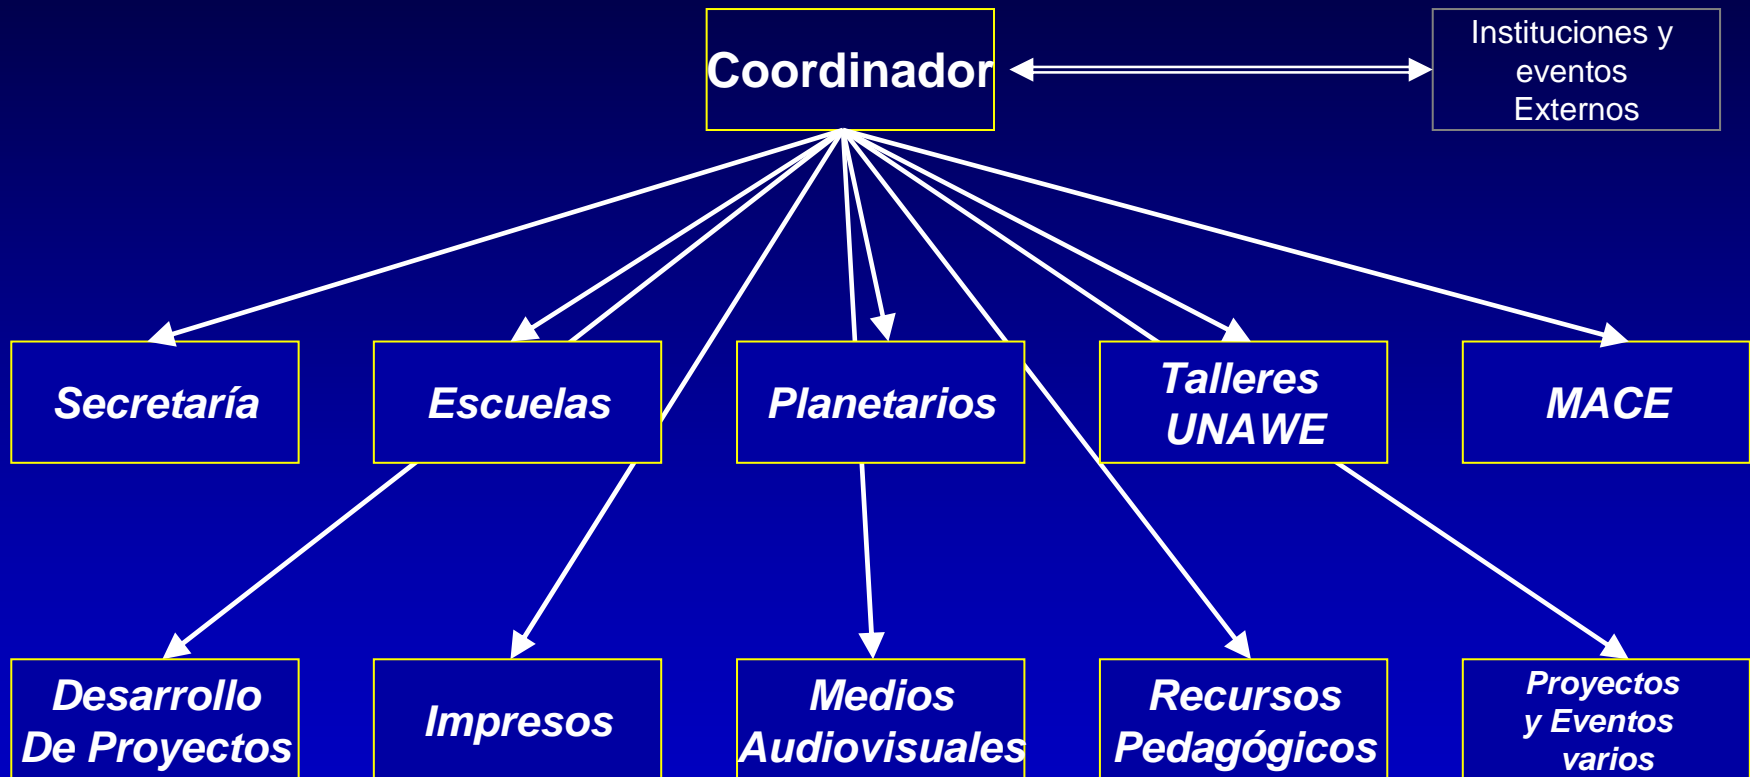 Coordinador
Instituciones y
eventos
Externos
Secretaría
Escuelas
Planetarios
Talleres
UNAWE
MACE
Desarrollo
De Proyectos
Impresos
Medios
Audiovisuales
Recursos
Pedagógicos
Proyectos
y Eventos
varios